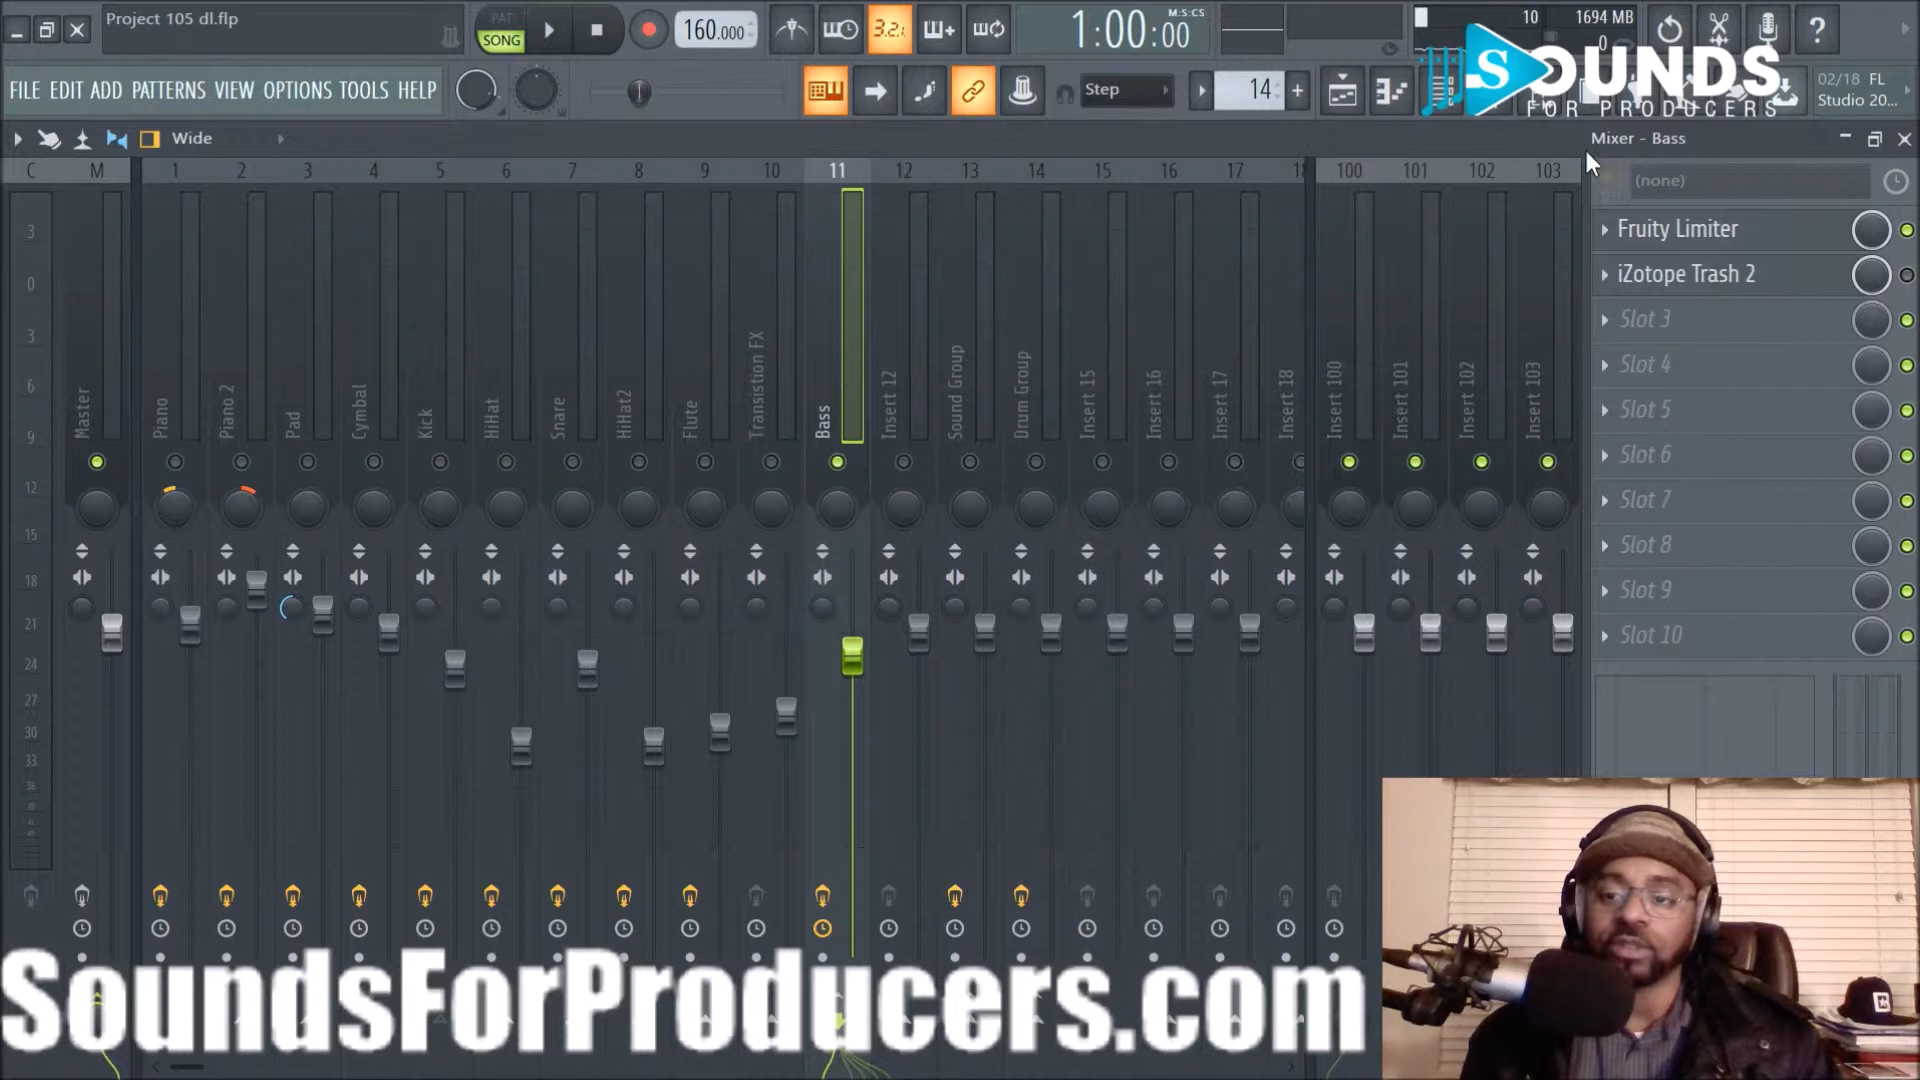 Project 105 dl.flp
PAT
SONG
160.000
3.2.
1:00:00
M:S:CS
10
1694 MB
0
SOUNDS
FOR PRODUCERS
FILE EDIT ADD PATTERNS VIEW OPTIONS TOOLS HELP
Step
14
02/18 FL
Studio 20...
Wide
Mixer - Bass
C M 1 2 3 4 5 6 7 8 9 10 11 12 13 14 15 16 17 18 100 101 102 103
(none)
Fruity Limiter
iZotope Trash 2
Slot 3
Slot 4
Slot 5
Slot 6
Slot 7
Slot 8
Slot 9
Slot 10
3
0
3
6
9
12
15
18
21
24
27
30
33
Master
Piano
Piano 2
Pad
Cymbal
Kick
HiHat
Snare
HiHat2
Flute
Transistion FX
Bass
Insert 12
Sound Group
Drum Group
Insert 15
Insert 16
Insert 17
Insert 18
Insert 100
Insert 101
Insert 102
Insert 103
SoundsForProducers.com